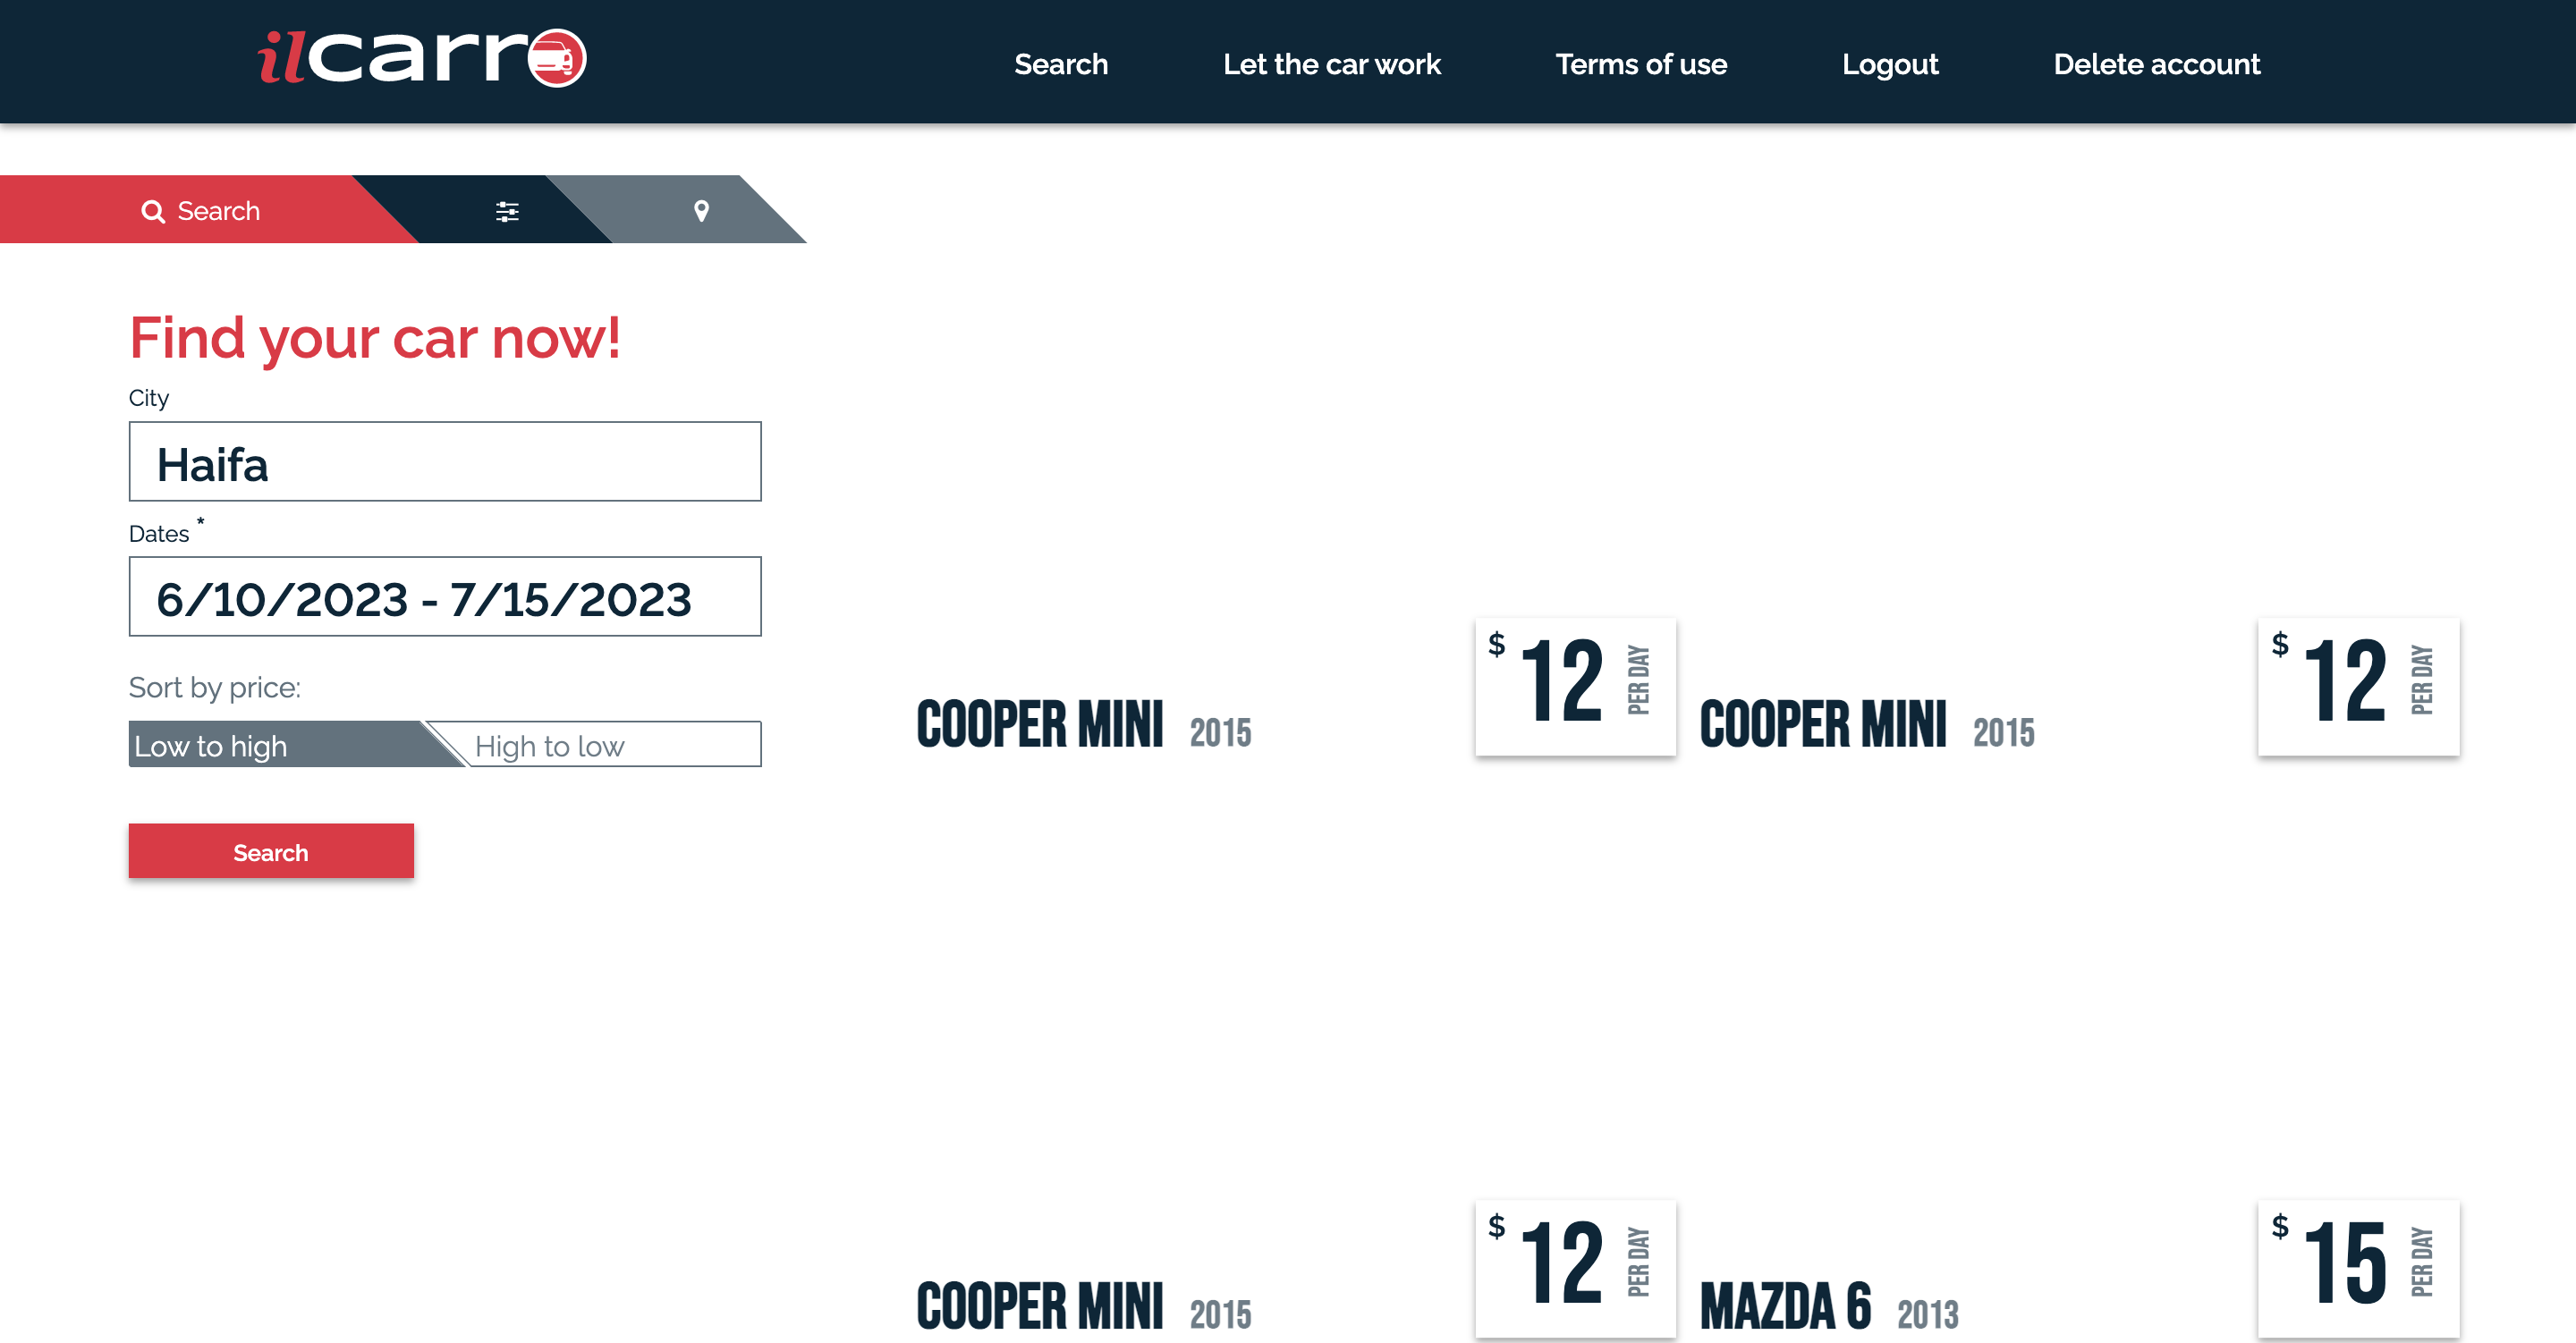 ilcarro
Search Let the car work Terms of use Logout Delete account
Search
Find your car now!
City
Haifa
Dates *
6/10/2023 - 7/15/2023
Sort by price:
Low to high High to low
Search
COOPER MINI 2015 $ 12 PER DAY
COOPER MINI 2015 $ 12 PER DAY
COOPER MINI 2015 $ 12 PER DAY
MAZDA 6 2013 $ 15 PER DAY